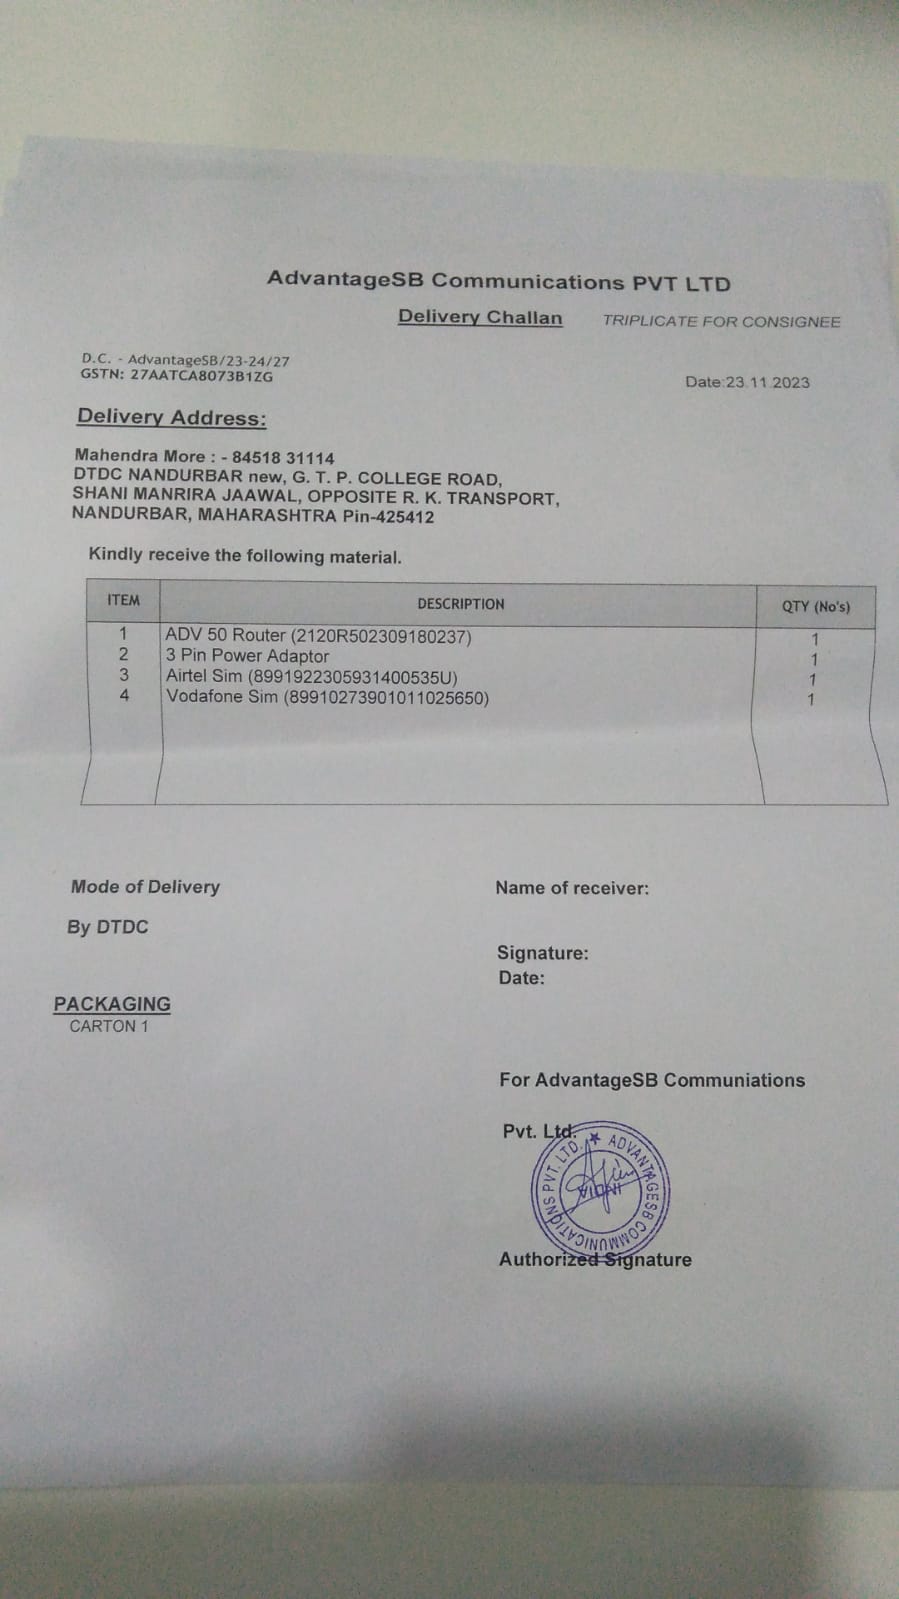 AdvantageSB Communications PVT LTD
Delivery Challan TRIPLICATE FOR CONSIGNEE
D.C. - AdvantageSB/23-24/27
GSTN: 27AATCA8073B1ZG
Date:23.11.2023
Delivery Address:
Mahendra More : - 84518 31114
DTDC NANDURBAR new, G. T. P. COLLEGE ROAD,
SHANI MANRIRA JAAWAL, OPPOSITE R. K. TRANSPORT,
NANDURBAR, MAHARASHTRA Pin-425412
Kindly receive the following material.
ITEM DESCRIPTION QTY (No's)
1 ADV 50 Router (2120R502309180237) 1
2 3 Pin Power Adaptor 1
3 Airtel Sim (8991922305931400535U) 1
4 Vodafone Sim (89910273901011025650) 1
Mode of Delivery
Name of receiver:
By DTDC
Signature:
Date:
PACKAGING
CARTON 1
For AdvantageSB Communiations
Pvt. Ltd.
★ ADVANTAGESB COMMUNICATIONS PVT. LTD.
INDIA
Authorized Signature